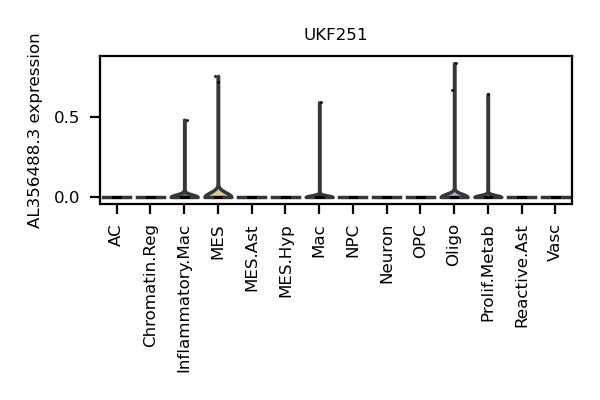 UKF251
AL356488.3 expression
0.5
0.0
AC
Chromatin.Reg
Inflammatory.Mac
MES
MES.Ast
MES.Hyp
Mac
NPC
Neuron
OPC
Oligo
Prolif.Metab
Reactive.Ast
Vasc